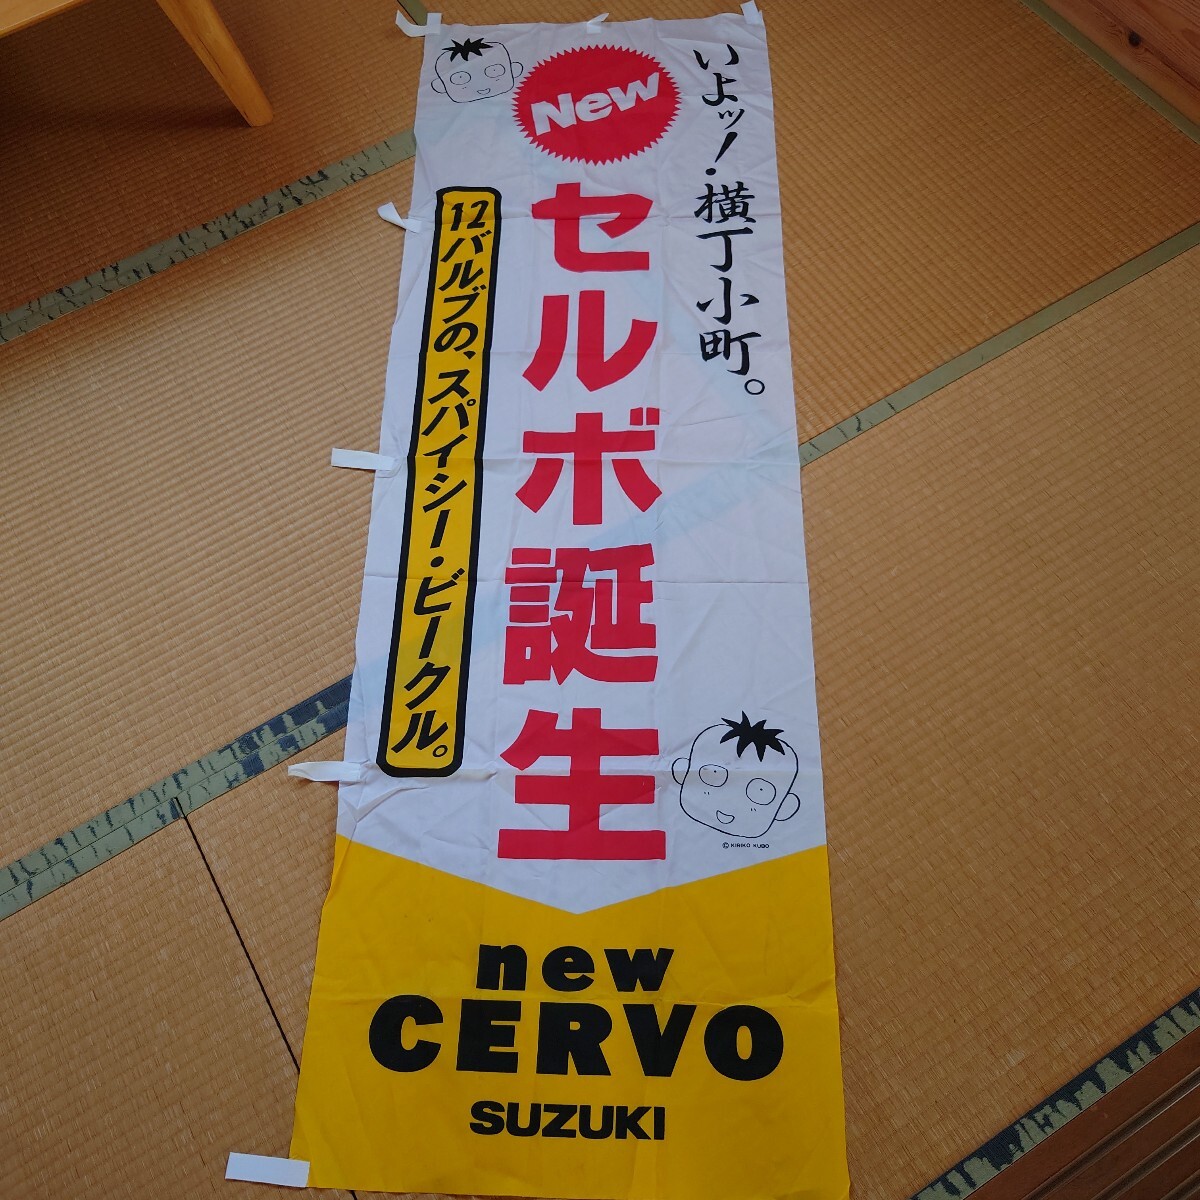 New
いよッ!横丁小町。
セルボ誕生
12バルブの、スパイシー・ビークル。
© KIRIKO KUBO
new
CERVO
SUZUKI